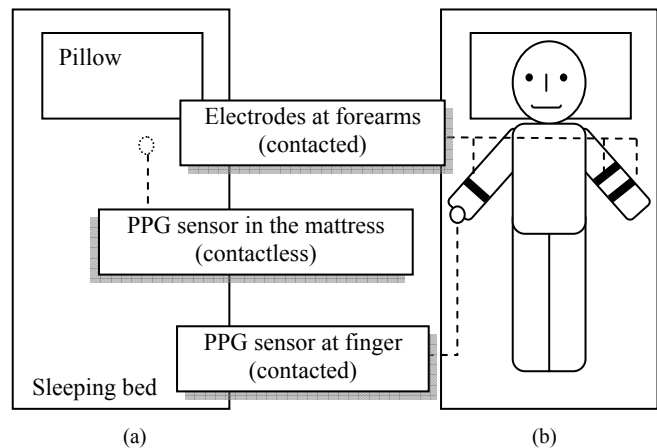 Pillow
Electrodes at forearms
(contacted)
PPG sensor in the mattress
(contactless)
PPG sensor at finger
(contacted)
Sleeping bed
(a)
(b)